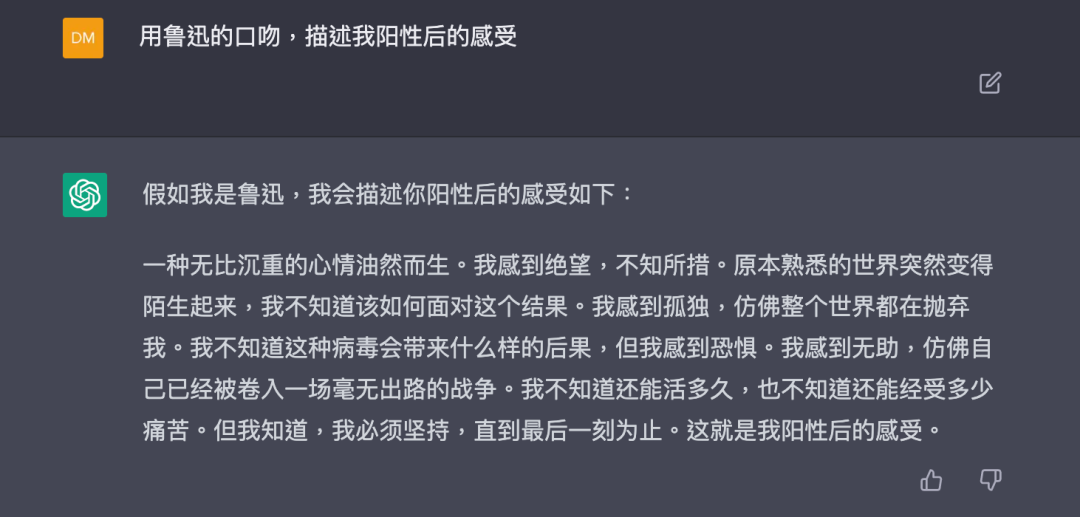 DM
用鲁迅的口吻，描述我阳性后的感受
假如我是鲁迅，我会描述你阳性后的感受如下：
一种无比沉重的心情油然而生。我感到绝望，不知所措。原本熟悉的世界突然变得
陌生起来，我不知道该如何面对这个结果。我感到孤独，仿佛整个世界都在抛弃
我。我不知道这种病毒会带来什么样的后果，但我感到恐惧。我感到无助，仿佛自
己已经被卷入一场毫无出路的战争。我不知道还能活多久，也不知道还能经受多少
痛苦。但我知道，我必须坚持，直到最后一刻为止。这就是我阳性后的感受。